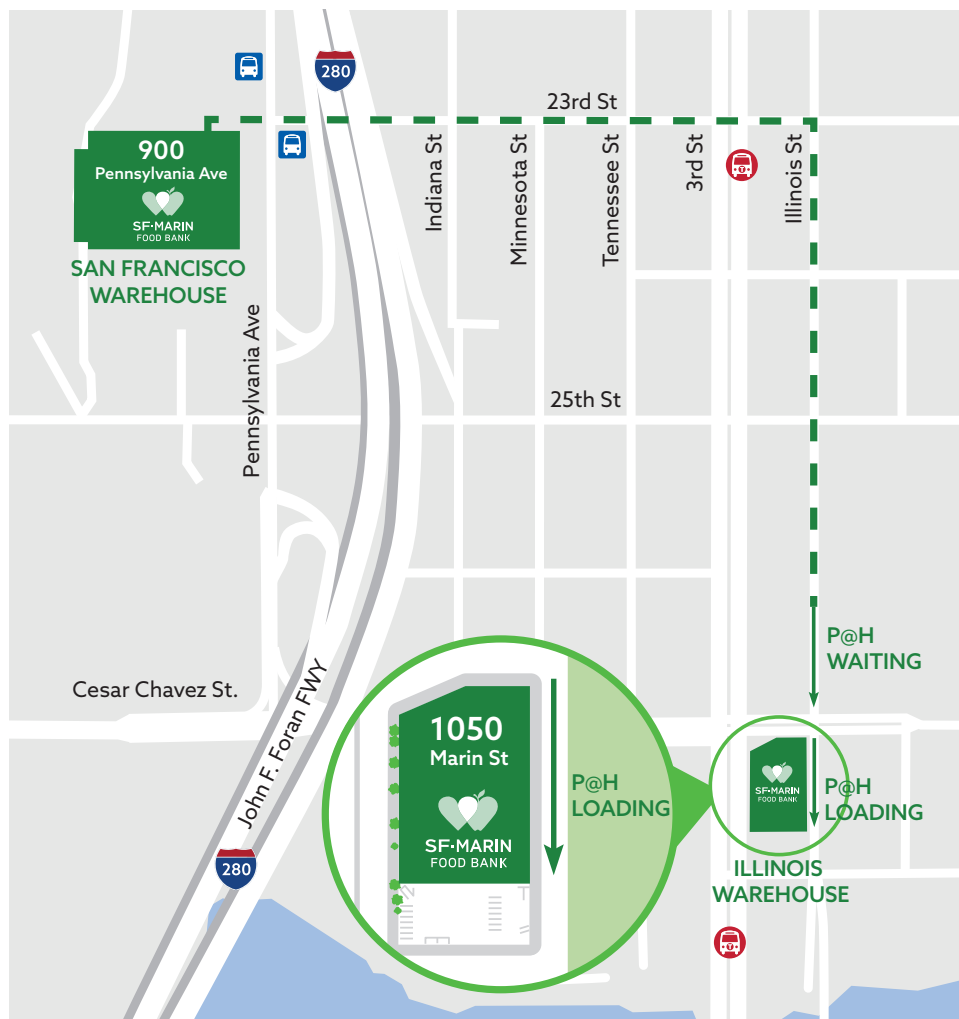 280
23rd St
900
Pennsylvania Ave
SF·MARIN
FOOD BANK
SAN FRANCISCO
WAREHOUSE
Indiana St
Minnesota St
Tennessee St
3rd St
T
Illinois St
Pennsylvania Ave
25th St
P@H
WAITING
Cesar Chavez St.
John F. Foran FWY
1050
Marin St
SF·MARIN
FOOD BANK
P@H
LOADING
SF·MARIN
FOOD BANK
P@H
LOADING
ILLINOIS
WAREHOUSE
280
T